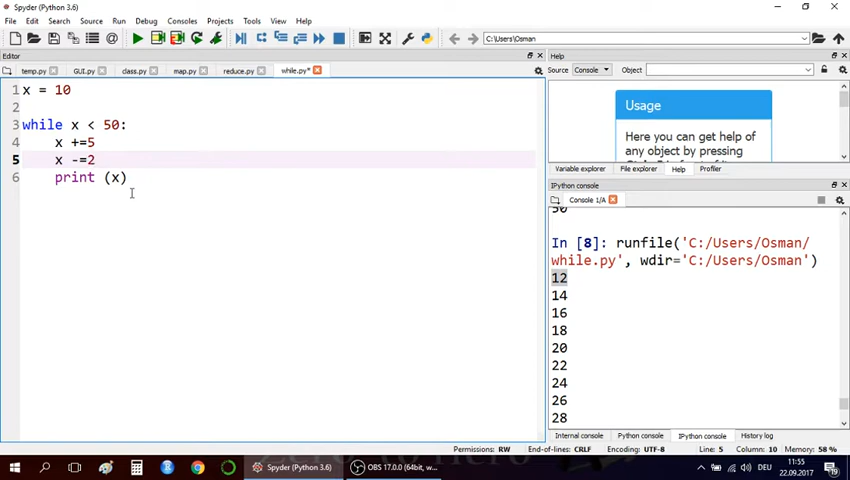 Spyder (Python 3.6)
File Edit Search Source Run Debug Consoles Projects Tools View Help
C:\Users\Osman
Editor
temp.py GUI.py class.py map.py reduce.py while.py*
1 x = 10
2
3 while x < 50:
4 x +=5
5 x -=2
6 print (x)
Help
Source Console Object
Usage
Here you can get help of
any object by pressing
Variable explorer File explorer Help Profiler
IPython console
Console 1/A
50
In [8]: runfile('C:/Users/Osman/
while.py', wdir='C:/Users/Osman')
12
14
16
18
20
22
24
26
28
Internal console Python console IPython console History log
Permissions: RW End-of-lines: CRLF Encoding: UTF-8 Line: 5 Column: 10 Memory: 58 %
Spyder (Python 3.6) OBS 17.0.0 (64bit, w... DEU 11:55
22.09.2017